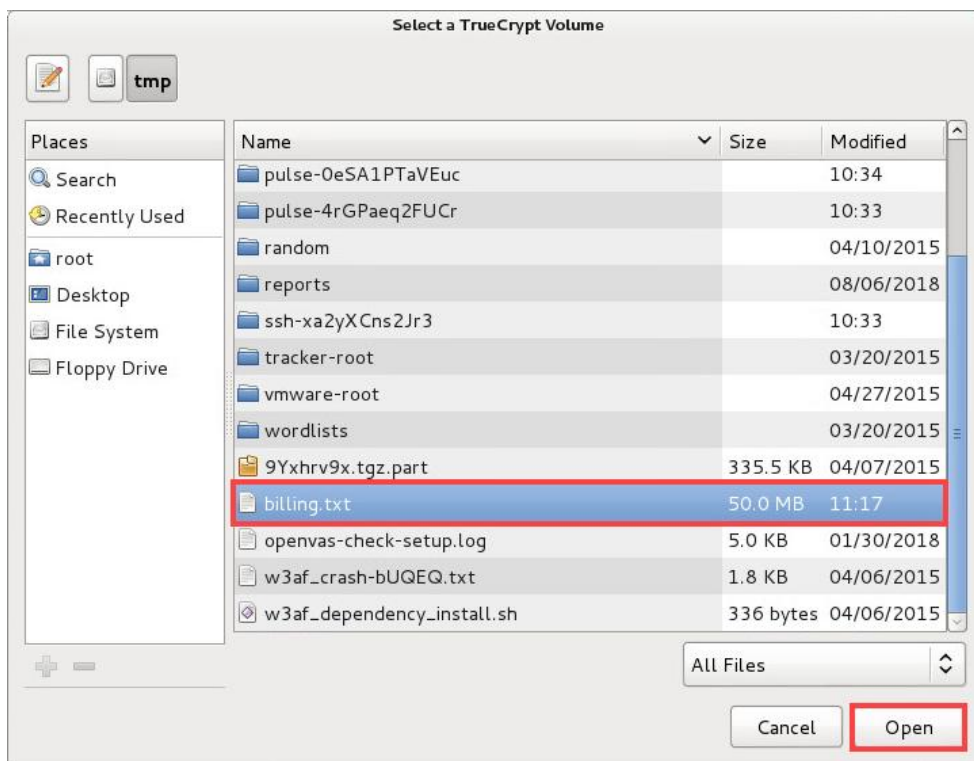 Select a TrueCrypt Volume
tmp
Places
Search
Recently Used
root
Desktop
File System
Floppy Drive
Name Size Modified
pulse-0eSA1PTaVEuc 10:34
pulse-4rGPaeq2FUCr 10:33
random 04/10/2015
reports 08/06/2018
ssh-xa2yXCns2Jr3 10:33
tracker-root 03/20/2015
vmware-root 04/27/2015
wordlists 03/20/2015
9Yxhrv9x.tgz.part 335.5 KB 04/07/2015
billing.txt 50.0 MB 11:17
openvas-check-setup.log 5.0 KB 01/30/2018
w3af_crash-bUQEQ.txt 1.8 KB 04/06/2015
w3af_dependency_install.sh 336 bytes 04/06/2015
All Files
Cancel Open